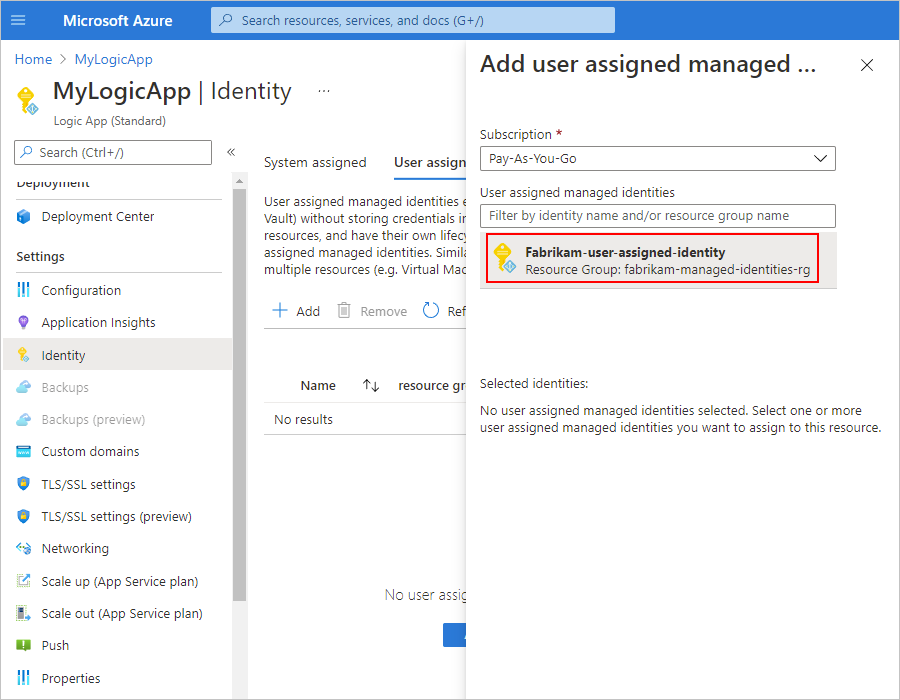 Microsoft Azure
Search resources, services, and docs (G+/)
Home > MyLogicApp
MyLogicApp | Identity ...
Logic App (Standard)
Search (Ctrl+/)
«
Deployment
Deployment Center
Settings
Configuration
Application Insights
Identity
Backups
Backups (preview)
Custom domains
TLS/SSL settings
TLS/SSL settings (preview)
Networking
Scale up (App Service plan)
Scale out (App Service plan)
Push
Properties
System assigned
User assign
User assigned managed identities e
Vault) without storing credentials in
resources, and have their own lifec
assigned managed identities. Simila
multiple resources (e.g. Virtual Mac
Add
Remove
Ref
Name
resource gr
No results
No user assig
Add user assigned managed ...
Subscription *
Pay-As-You-Go
User assigned managed identities
Filter by identity name and/or resource group name
Fabrikam-user-assigned-identity
Resource Group: fabrikam-managed-identities-rg
Selected identities:
No user assigned managed identities selected. Select one or more
user assigned managed identities you want to assign to this resource.